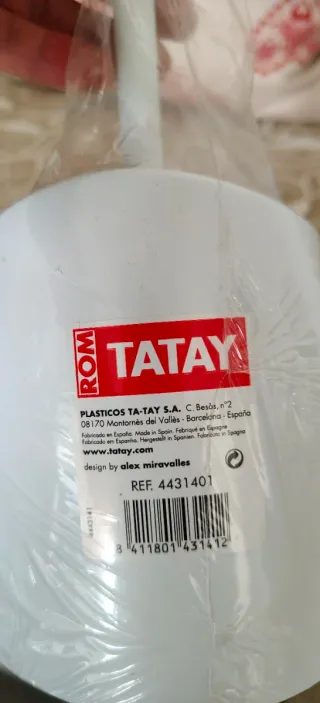 ROM
TATAY
PLASTICOS TA-TAY S.A. C. Besòs, nº2
08170 Montornès del Vallès - Barcelona - España
Fabricado en España. Made in Spain. Fabriqué en Espagne
Fabricado em Espanha. Hergestellt in Spanien. Fabbricato in Spagna
www.tatay.com
design by alex miravalles
REF. 4431401
8 411801 431412